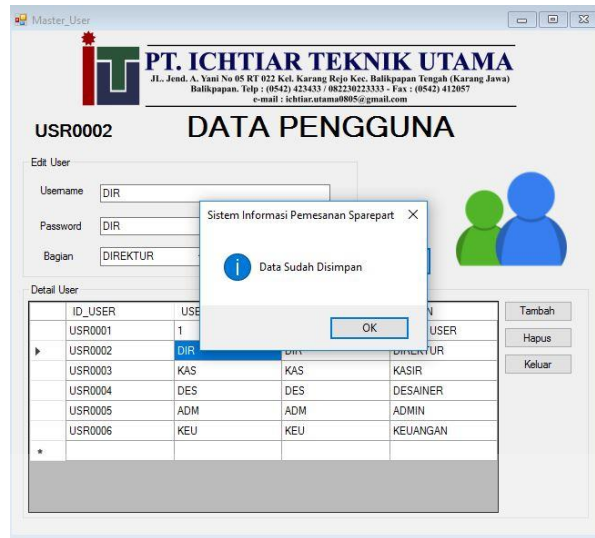 Master_User
PT. ICHTIAR TEKNIK UTAMA
JL. Jend. A. Yani No 05 RT 022 Kel. Karang Rejo Kec. Balikpapan Tengah (Karang Jawa)
Balikpapan. Telp : (0542) 423433 / 082230223333 - Fax : (0542) 412057
e-mail : ichtiar.utama0805@gmail.com
USR0002 DATA PENGGUNA
Edit User
Username DIR
Password DIR
Bagian DIREKTUR
Sistem Informasi Pemesanan Sparepart
Data Sudah Disimpan
OK
Detail User
ID_USER USE N
USR0001 1 USER
USR0002 DIR DIR DIREKTUR
USR0003 KAS KAS KASIR
USR0004 DES DES DESAINER
USR0005 ADM ADM ADMIN
USR0006 KEU KEU KEUANGAN
Tambah
Hapus
Keluar